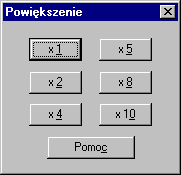 Powiększenie
x 1 x 5
x 2 x 8
x 4 x 10
Pomoc